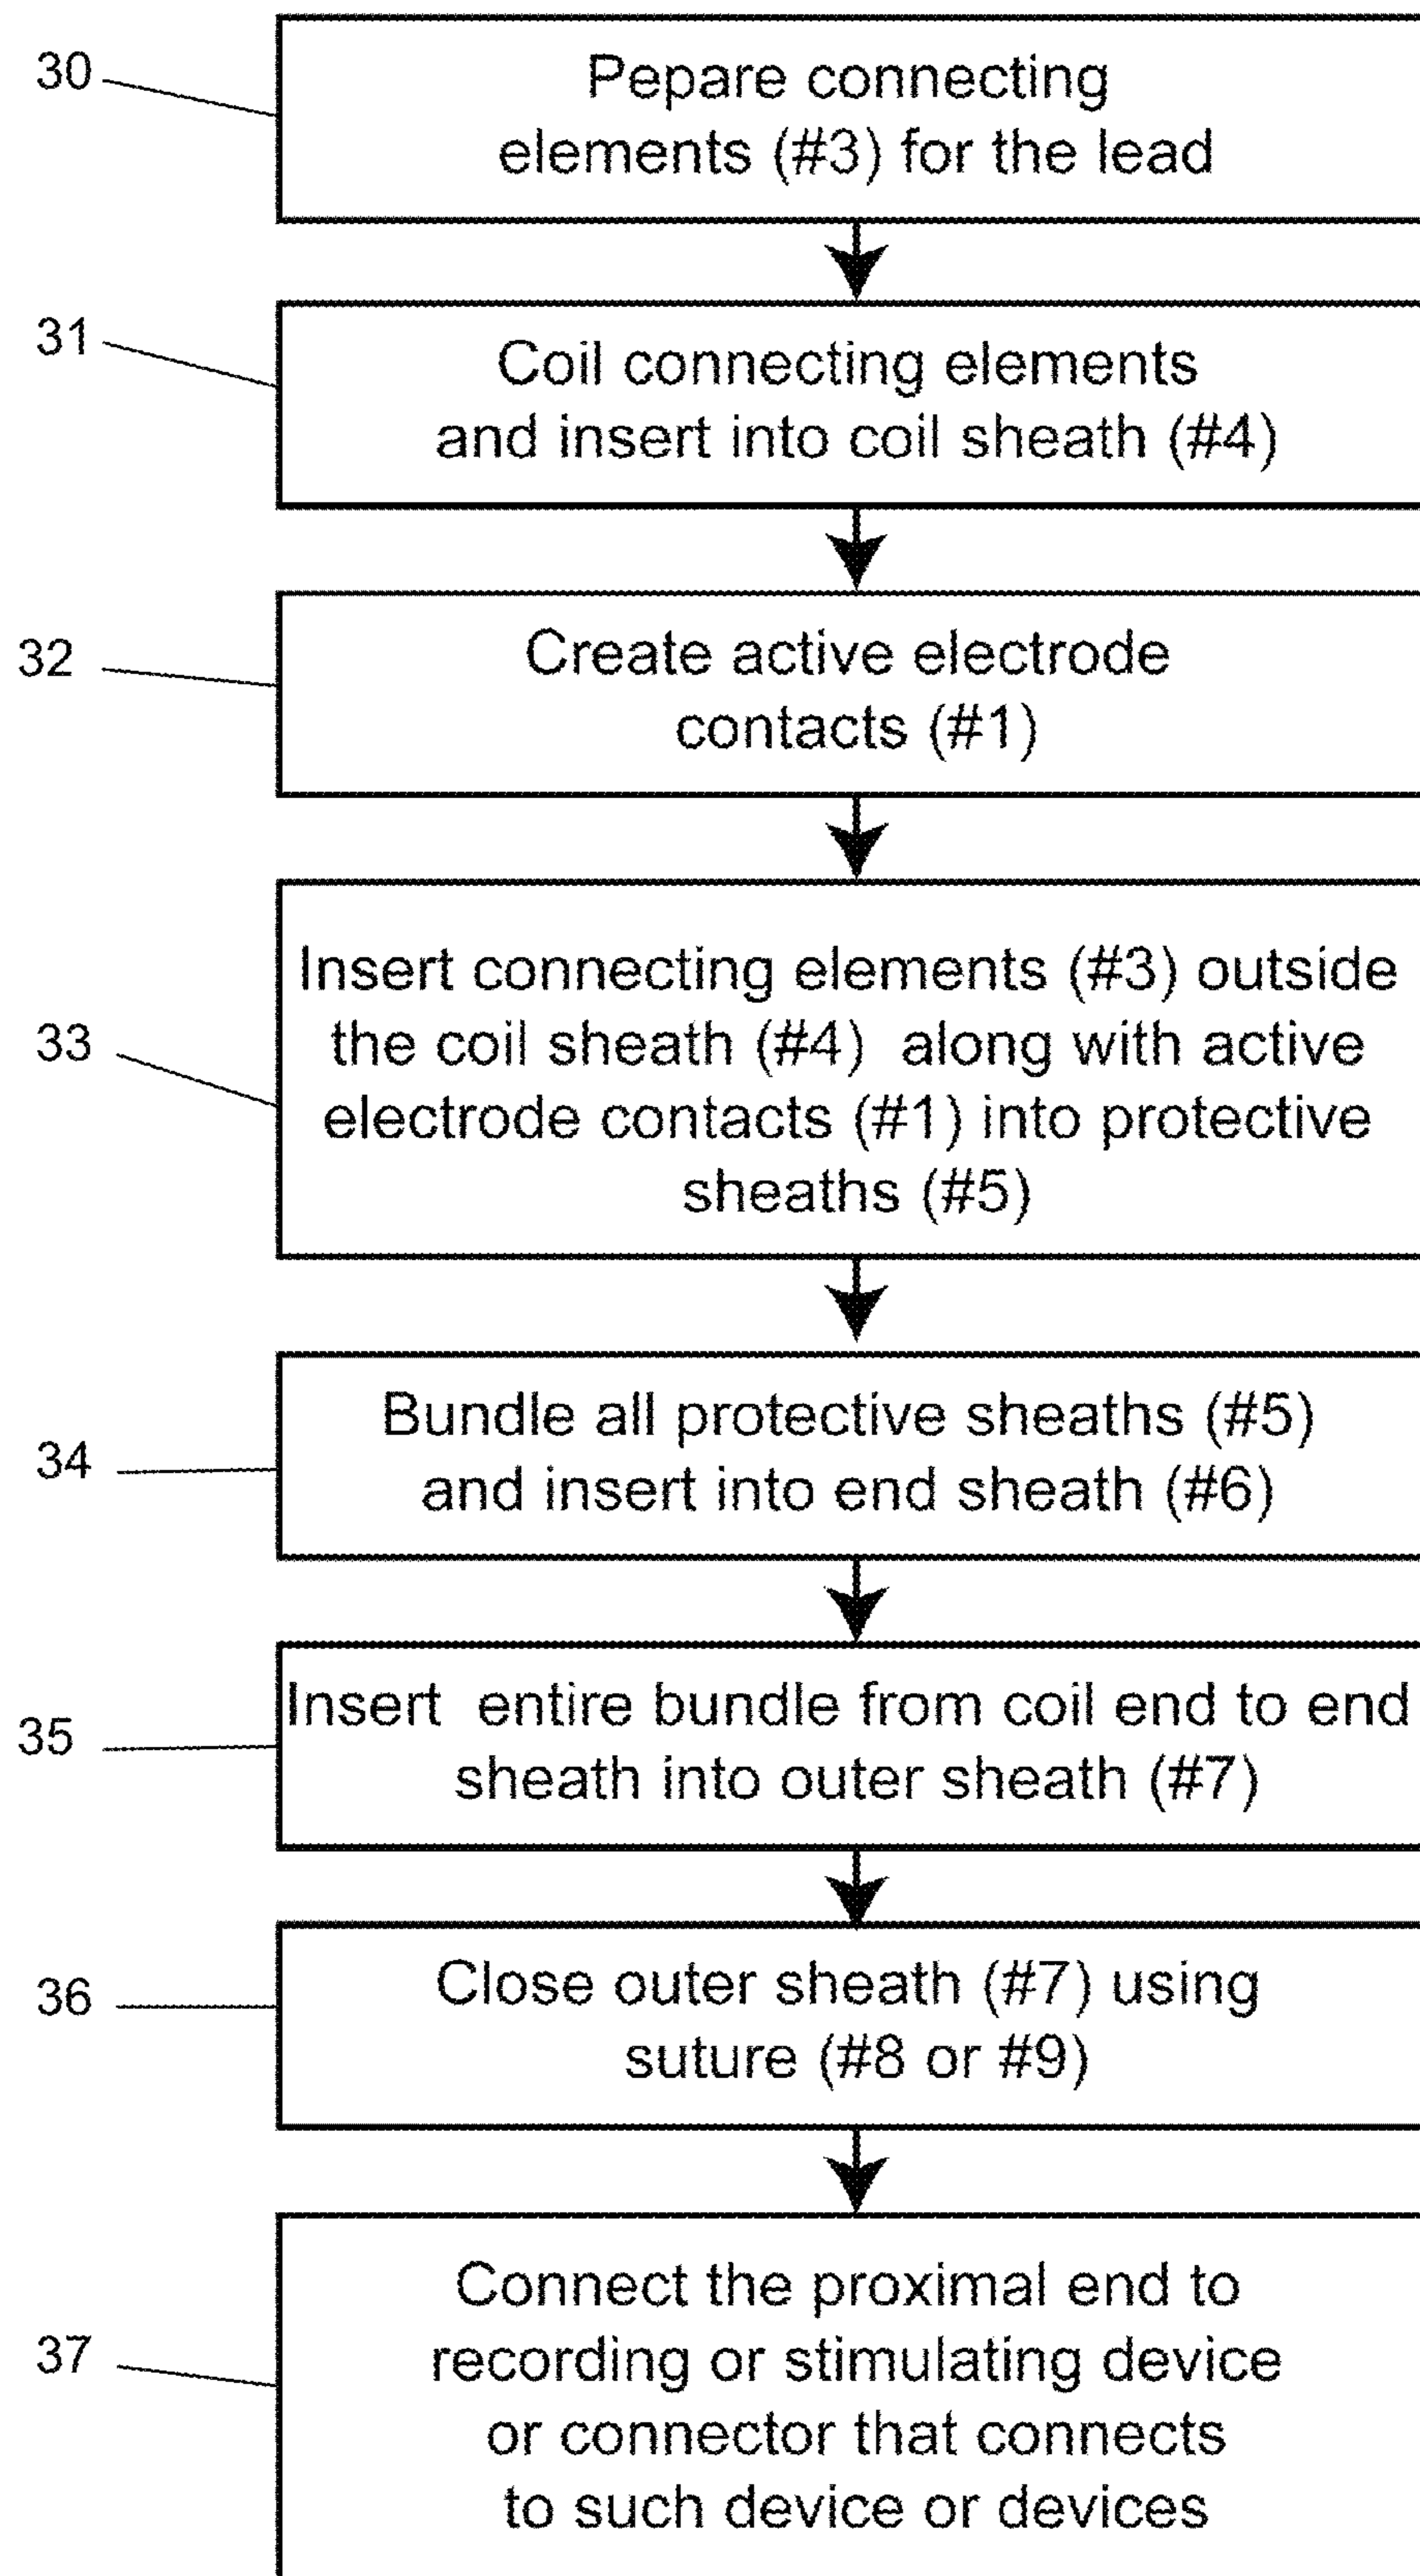 30
Pepare connecting
elements (#3) for the lead
31
Coil connecting elements
and insert into coil sheath (#4)
32
Create active electrode
contacts (#1)
33
Insert connecting elements (#3) outside
the coil sheath (#4) along with active
electrode contacts (#1) into protective
sheaths (#5)
34
Bundle all protective sheaths (#5)
and insert into end sheath (#6)
35
Insert entire bundle from coil end to end
sheath into outer sheath (#7)
36
Close outer sheath (#7) using
suture (#8 or #9)
37
Connect the proximal end to
recording or stimulating device
or connector that connects
to such device or devices